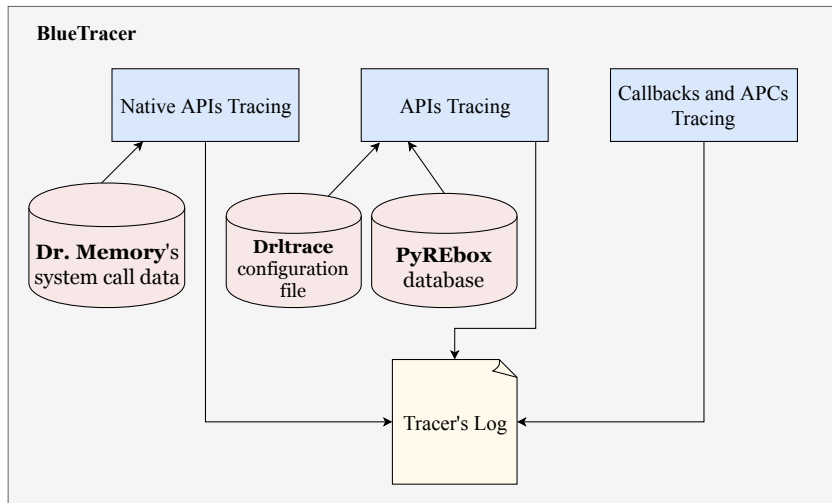 BlueTracer
Native APIs Tracing
APIs Tracing
Callbacks and APCs
Tracing
Dr. Memory's
system call data
Drltrace
configuration
file
PyREbox
database
Tracer's Log